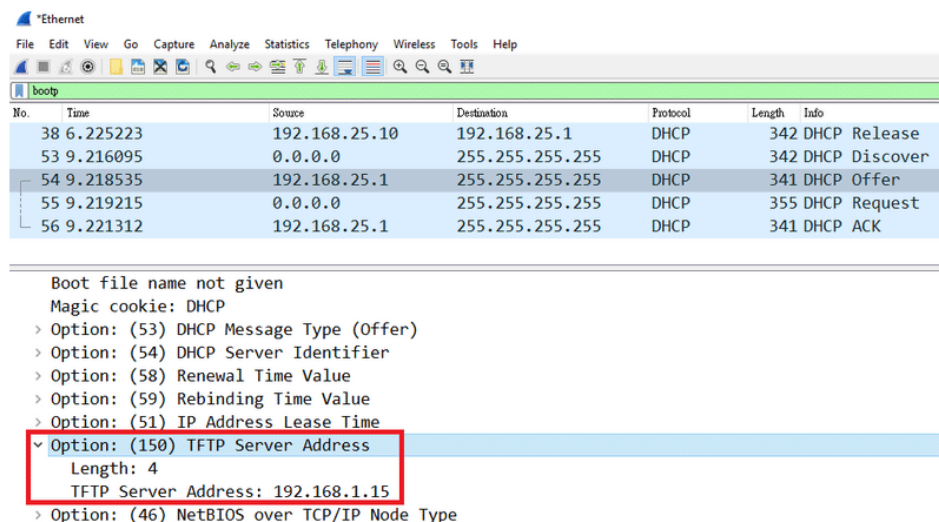 *Ethernet
File Edit View Go Capture Analyze Statistics Telephony Wireless Tools Help
bootp
No. Time Source Destination Protocol Length Info
38 6.225223 192.168.25.10 192.168.25.1 DHCP 342 DHCP Release
53 9.216095 0.0.0.0 255.255.255.255 DHCP 342 DHCP Discover
54 9.218535 192.168.25.1 255.255.255.255 DHCP 341 DHCP Offer
55 9.219215 0.0.0.0 255.255.255.255 DHCP 355 DHCP Request
56 9.221312 192.168.25.1 255.255.255.255 DHCP 341 DHCP ACK
Boot file name not given
Magic cookie: DHCP
Option: (53) DHCP Message Type (Offer)
Option: (54) DHCP Server Identifier
Option: (58) Renewal Time Value
Option: (59) Rebinding Time Value
Option: (51) IP Address Lease Time
Option: (150) TFTP Server Address
Length: 4
TFTP Server Address: 192.168.1.15
Option: (46) NetBIOS over TCP/IP Node Type